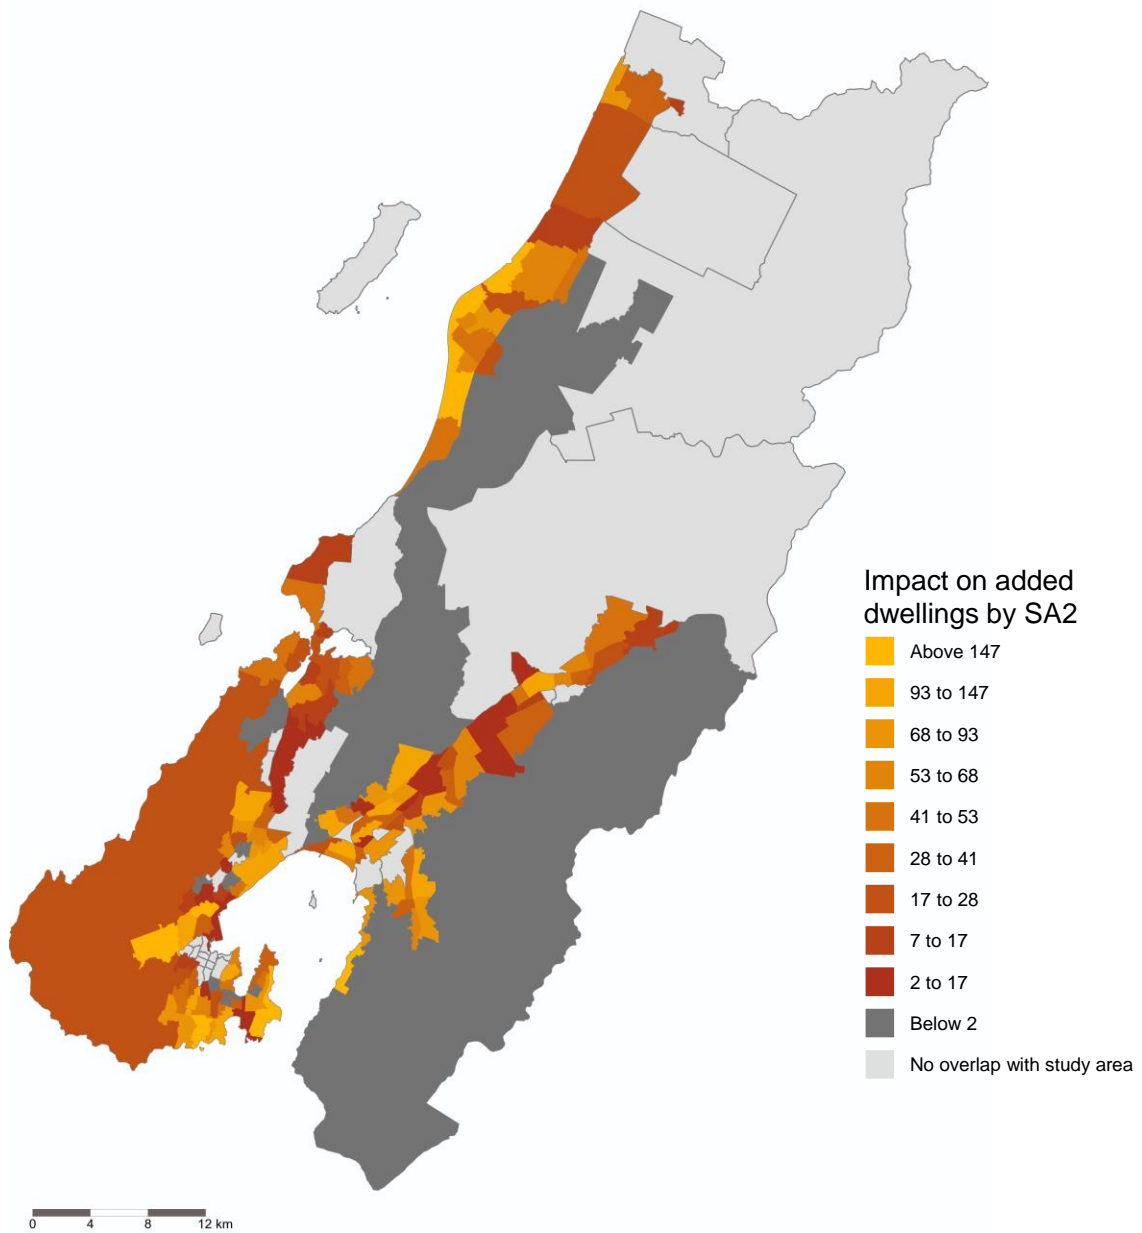 Impact on added
dwellings by SA2
Above 147
93 to 147
68 to 93
53 to 68
41 to 53
28 to 41
17 to 28
7 to 17
2 to 17
Below 2
No overlap with study area
0 4 8 12 km